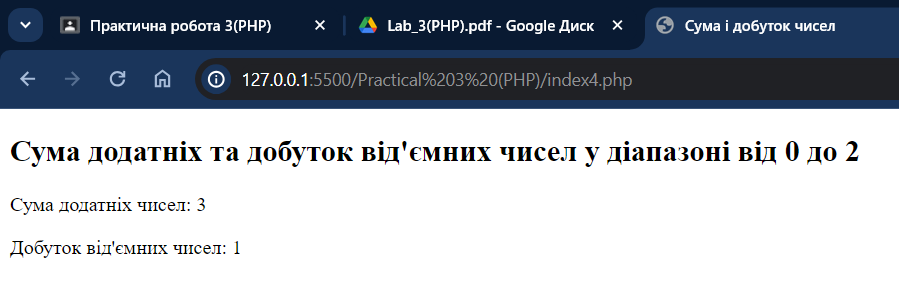 Практична робота 3(PHP)
Lab_3(PHP).pdf - Google Диск
Сума і добуток чисел
127.0.0.1:5500/Practical%203%20(PHP)/index4.php
Сума додатніх та добуток від'ємних чисел у діапазоні від 0 до 2
Сума додатніх чисел: 3
Добуток від'ємних чисел: 1